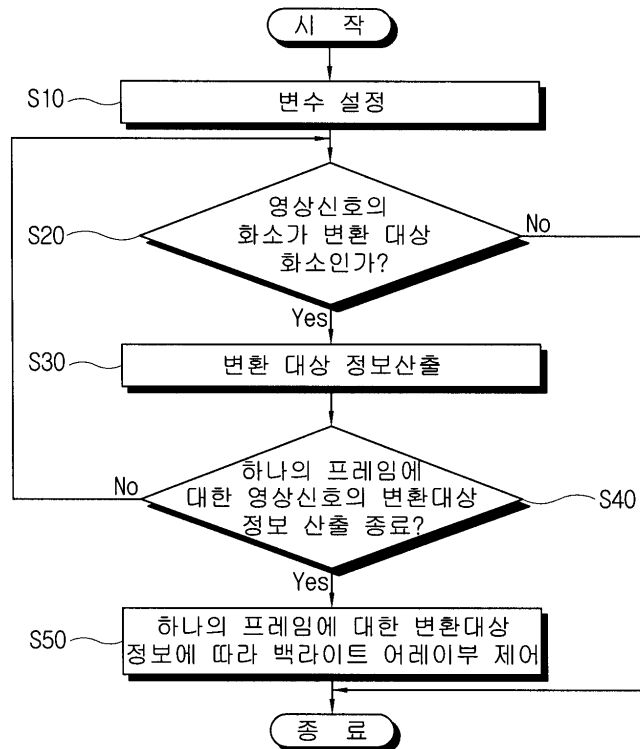 시 작
S10
변수 설정
S20
영상신호의
화소가 변환 대상
화소인가?
No
Yes
S30
변환 대상 정보산출
하나의 프레임에
대한 영상신호의 변환대상
정보 산출 종료?
No
S40
Yes
S50
하나의 프레임에 대한 변환대상
정보에 따라 백라이트 어레이부 제어
종 료